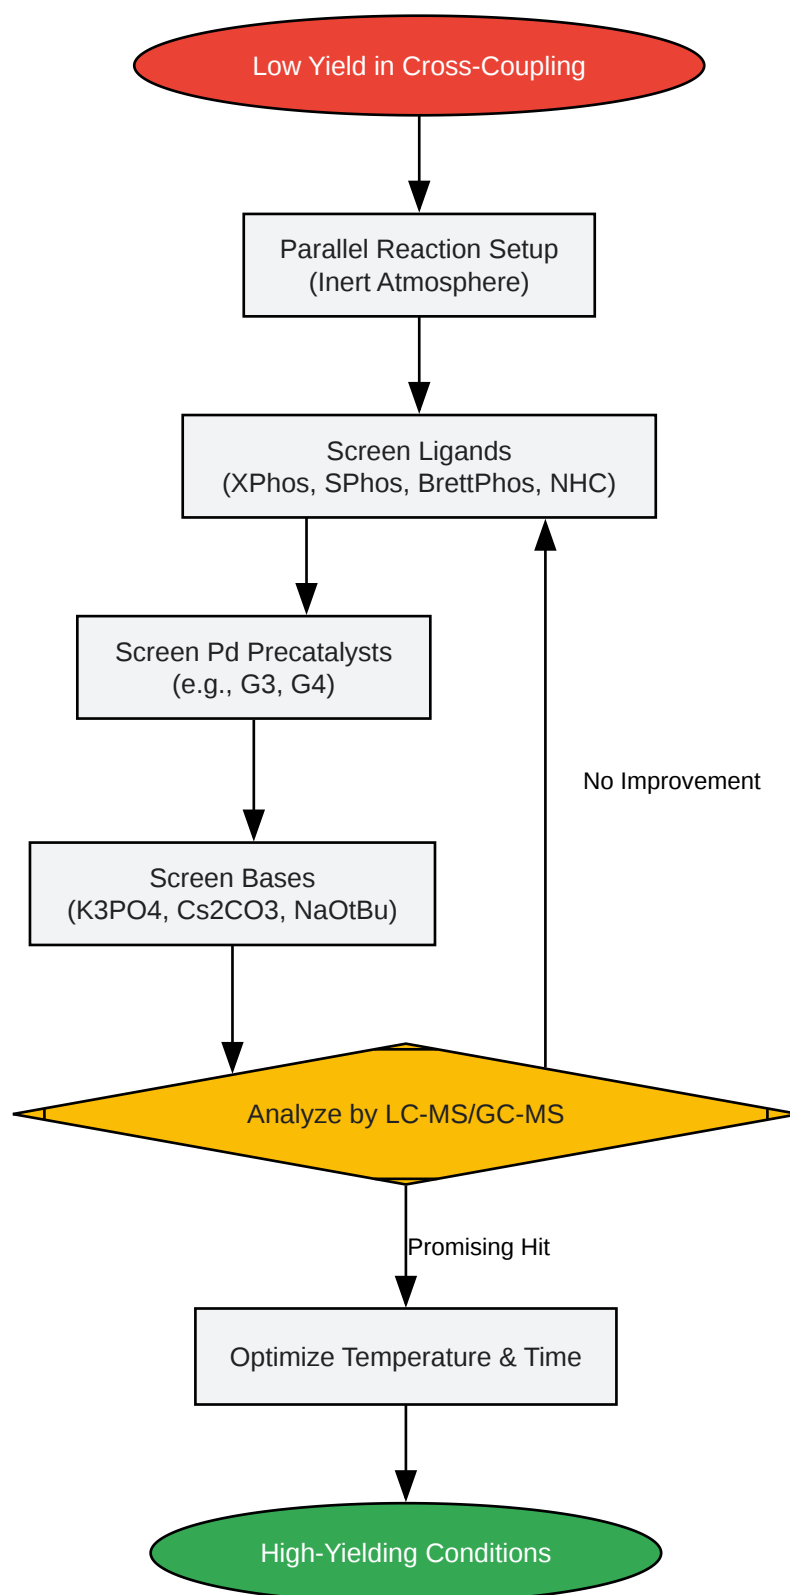 Low Yield in Cross-Coupling
Parallel Reaction Setup
(Inert Atmosphere)
Screen Ligands
(XPhos, SPhos, BrettPhos, NHC)
Screen Pd Precatalysts
(e.g., G3, G4)
No Improvement
Screen Bases
(K3PO4, Cs2CO3, NaOtBu)
Analyze by LC-MS/GC-MS
Promising Hit
Optimize Temperature & Time
High-Yielding Conditions